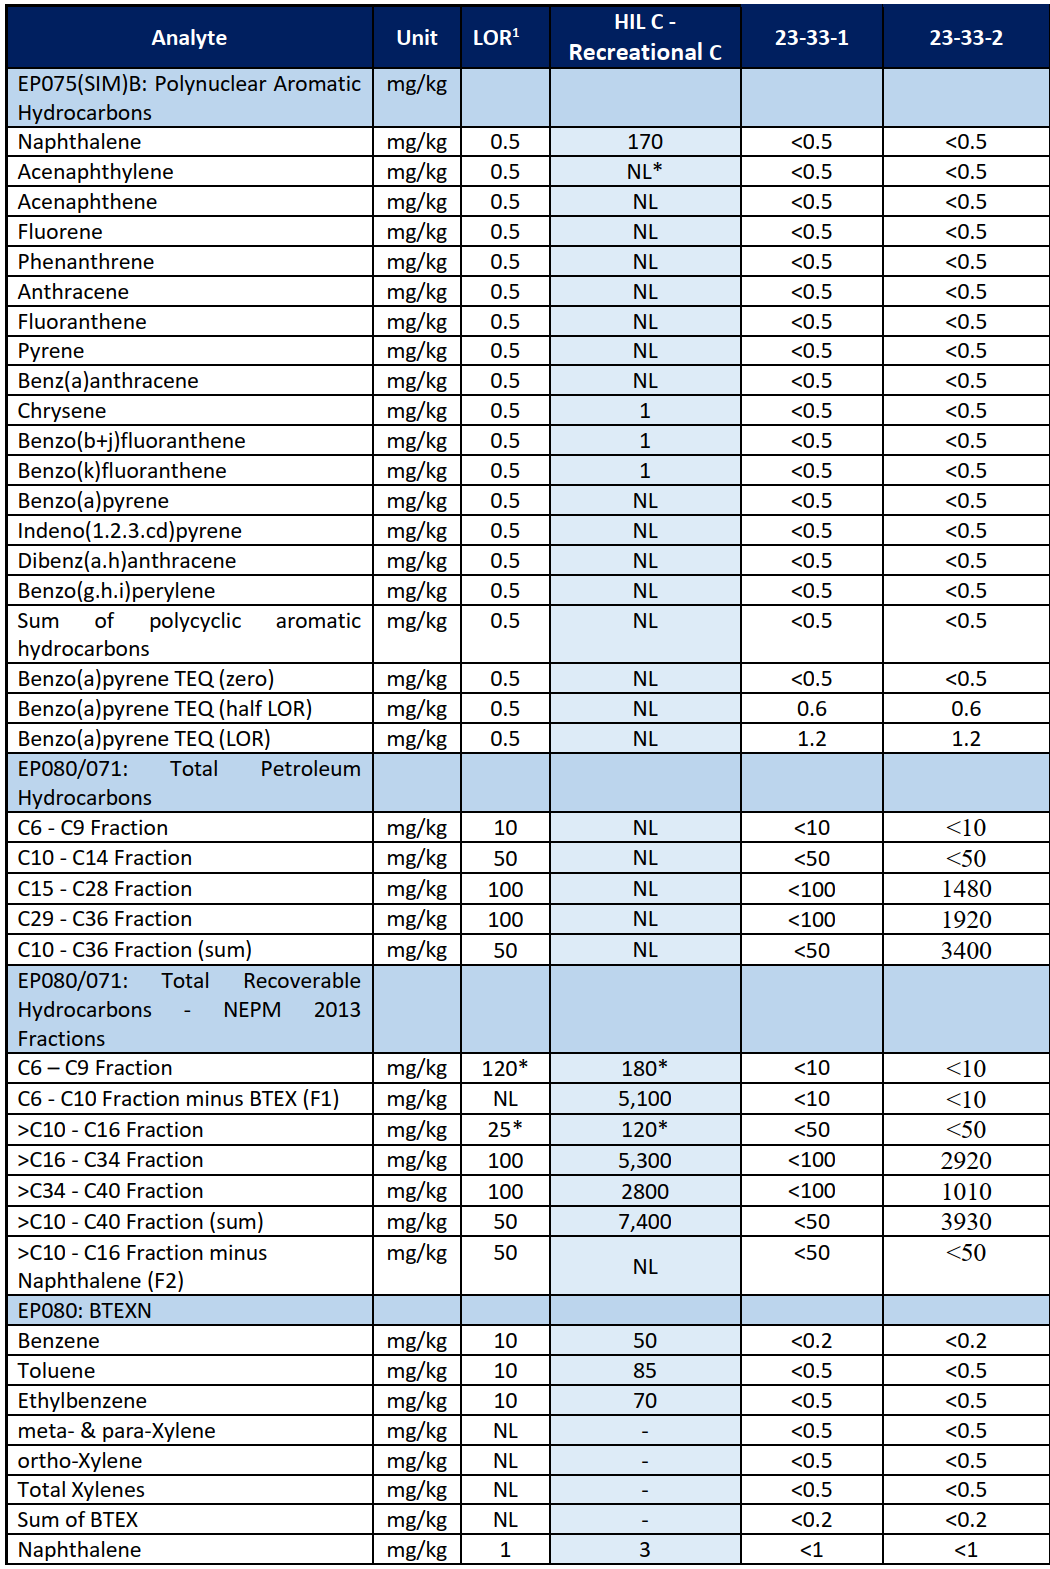 Analyte Unit LOR1 HIL C - Recreational C 23-33-1 23-33-2
EP075(SIM)B: Polynuclear Aromatic Hydrocarbons mg/kg
Naphthalene mg/kg 0.5 170 <0.5 <0.5
Acenaphthylene mg/kg 0.5 NL* <0.5 <0.5
Acenaphthene mg/kg 0.5 NL <0.5 <0.5
Fluorene mg/kg 0.5 NL <0.5 <0.5
Phenanthrene mg/kg 0.5 NL <0.5 <0.5
Anthracene mg/kg 0.5 NL <0.5 <0.5
Fluoranthene mg/kg 0.5 NL <0.5 <0.5
Pyrene mg/kg 0.5 NL <0.5 <0.5
Benz(a)anthracene mg/kg 0.5 NL <0.5 <0.5
Chrysene mg/kg 0.5 1 <0.5 <0.5
Benzo(b+j)fluoranthene mg/kg 0.5 1 <0.5 <0.5
Benzo(k)fluoranthene mg/kg 0.5 1 <0.5 <0.5
Benzo(a)pyrene mg/kg 0.5 NL <0.5 <0.5
Indeno(1.2.3.cd)pyrene mg/kg 0.5 NL <0.5 <0.5
Dibenz(a.h)anthracene mg/kg 0.5 NL <0.5 <0.5
Benzo(g.h.i)perylene mg/kg 0.5 NL <0.5 <0.5
Sum of polycyclic aromatic hydrocarbons mg/kg 0.5 NL <0.5 <0.5
Benzo(a)pyrene TEQ (zero) mg/kg 0.5 NL <0.5 <0.5
Benzo(a)pyrene TEQ (half LOR) mg/kg 0.5 NL 0.6 0.6
Benzo(a)pyrene TEQ (LOR) mg/kg 0.5 NL 1.2 1.2
EP080/071: Total Petroleum Hydrocarbons
C6 - C9 Fraction mg/kg 10 NL <10 <10
C10 - C14 Fraction mg/kg 50 NL <50 <50
C15 - C28 Fraction mg/kg 100 NL <100 1480
C29 - C36 Fraction mg/kg 100 NL <100 1920
C10 - C36 Fraction (sum) mg/kg 50 NL <50 3400
EP080/071: Total Recoverable Hydrocarbons - NEPM 2013 Fractions
C6 – C9 Fraction mg/kg 120* 180* <10 <10
C6 - C10 Fraction minus BTEX (F1) mg/kg NL 5,100 <10 <10
>C10 - C16 Fraction mg/kg 25* 120* <50 <50
>C16 - C34 Fraction mg/kg 100 5,300 <100 2920
>C34 - C40 Fraction mg/kg 100 2800 <100 1010
>C10 - C40 Fraction (sum) mg/kg 50 7,400 <50 3930
>C10 - C16 Fraction minus Naphthalene (F2) mg/kg 50 NL <50 <50
EP080: BTEXN
Benzene mg/kg 10 50 <0.2 <0.2
Toluene mg/kg 10 85 <0.5 <0.5
Ethylbenzene mg/kg 10 70 <0.5 <0.5
meta- & para-Xylene mg/kg NL - <0.5 <0.5
ortho-Xylene mg/kg NL - <0.5 <0.5
Total Xylenes mg/kg NL - <0.5 <0.5
Sum of BTEX mg/kg NL - <0.2 <0.2
Naphthalene mg/kg 1 3 <1 <1